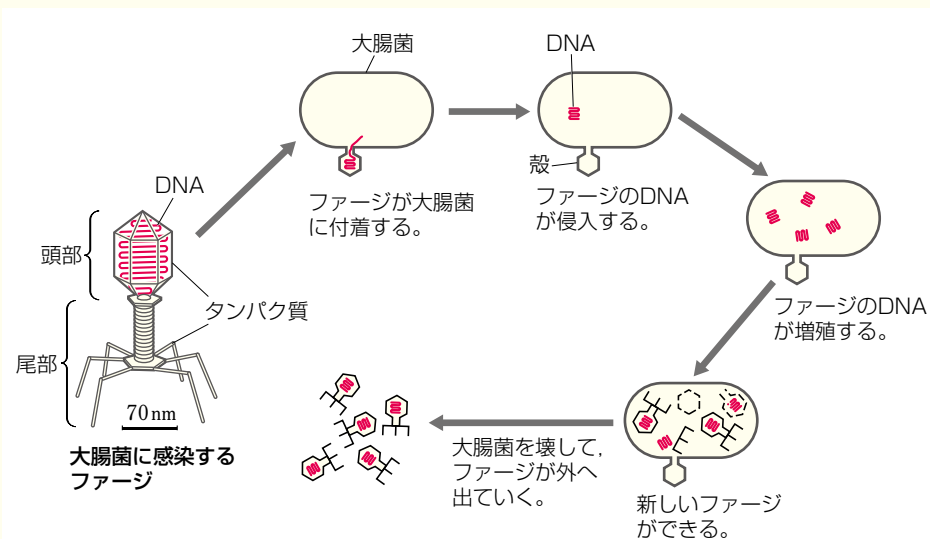 大腸菌
DNA
DNA
殻
ファージが大腸菌
に付着する。
ファージのDNA
が侵入する。
頭部
タンパク質
尾部
70nm
大腸菌に感染する
ファージ
ファージのDNA
が増殖する。
新しいファージ
ができる。
大腸菌を壊して,
ファージが外へ
出ていく。